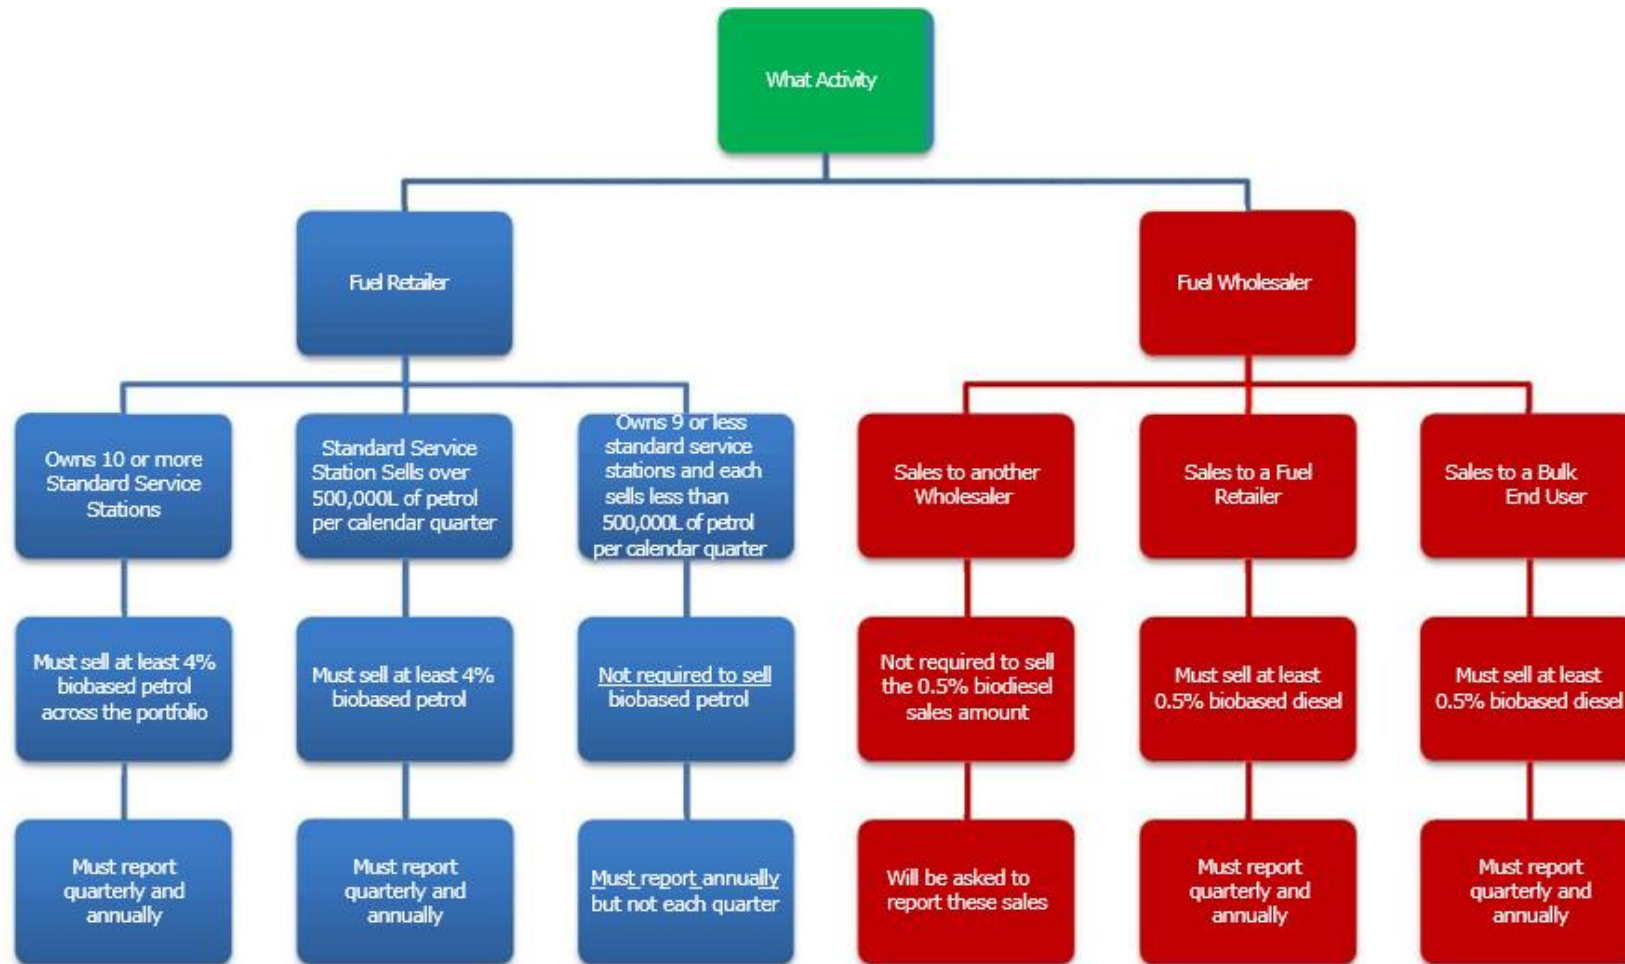 What Activity
Fuel Retailer
Fuel Wholesaler
Owns 10 or more
Standard Service
Stations
Standard Service
Station Sells over
500,000L of petrol
per calendar quarter
Owns 9 or less
standard service
stations and each
sells less than
500,000L of petrol
per calendar quarter
Sales to another
Wholesaler
Sales to a Fuel
Retailer
Sales to a Bulk
End User
Must sell at least 4%
biobased petrol
across the portfolio
Must sell at least 4%
biobased petrol
Not required to sell
biobased petrol
Not required to sell
the 0.5% biodiesel
sales amount
Must sell at least
0.5% biobased diesel
Must sell at least
0.5% biobased diesel
Must report
quarterly and
annually
Must report
quarterly and
annually
Must report annually
but not each quarter
Will be asked to
report these sales
Must report
quarterly and
annually
Must report
quarterly and
annually